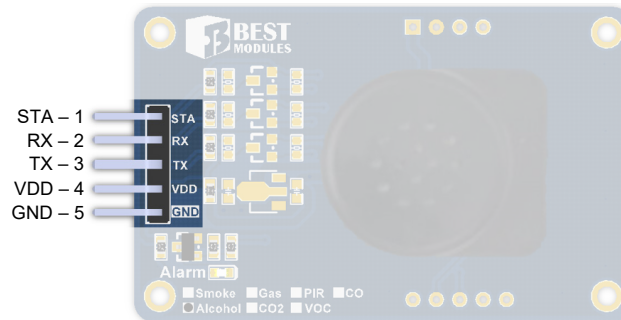 BEST
MODULES
STA – 1
RX – 2
TX – 3
VDD – 4
GND – 5
STA
RX
TX
VDD
GND
Alarm
Smoke Gas PIR CO
Alcohol CO2 VOC